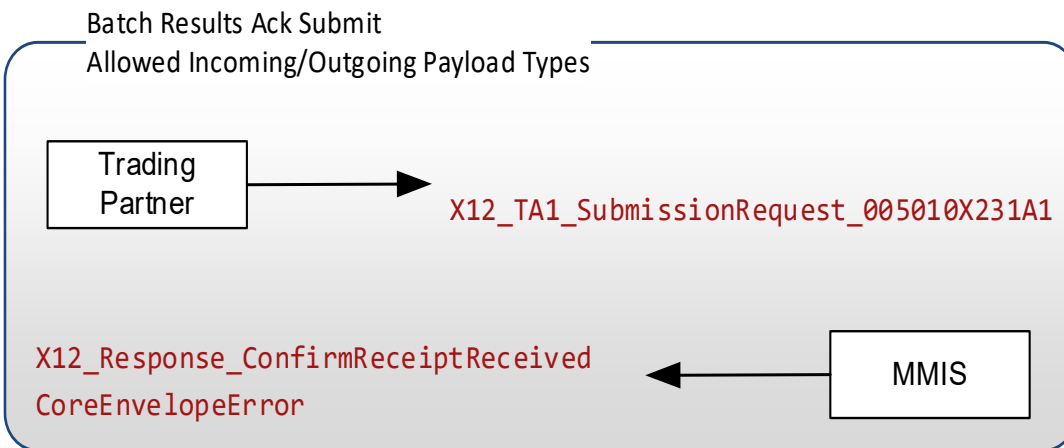 Batch Results Ack Submit
Allowed Incoming/Outgoing Payload Types
Trading
Partner
X12_TA1_SubmissionRequest_005010X231A1
X12_Response_ConfirmReceiptReceived
CoreEnvelopeError
MMIS